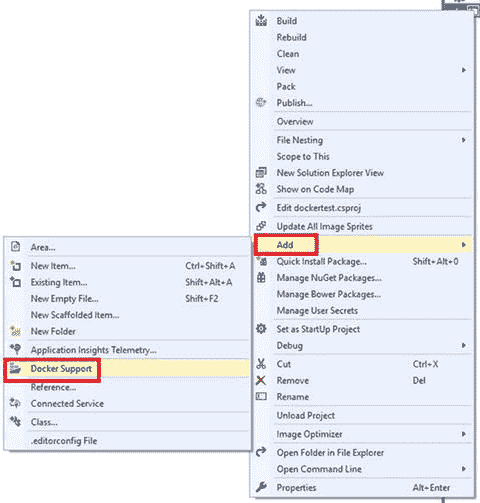 Build
Rebuild
Clean
View
Pack
Publish...
Overview
File Nesting
Scope to This
New Solution Explorer View
Show on Code Map
Edit dockertest.csproj
Update All Image Sprites
Add
Quick Install Package... Shift+Alt+0
Manage NuGet Packages...
Manage Bower Packages...
Manage User Secrets
Set as StartUp Project
Debug
Cut Ctrl+X
Remove Del
Rename
Unload Project
Image Optimizer
Open Folder in File Explorer
Open Command Line
Properties Alt+Enter
Area...
New Item... Ctrl+Shift+A
Existing Item... Shift+Alt+A
New Empty File... Shift+F2
New Scaffolded Item...
New Folder
Application Insights Telemetry...
Docker Support
Reference...
Connected Service
Class...
.editorconfig File